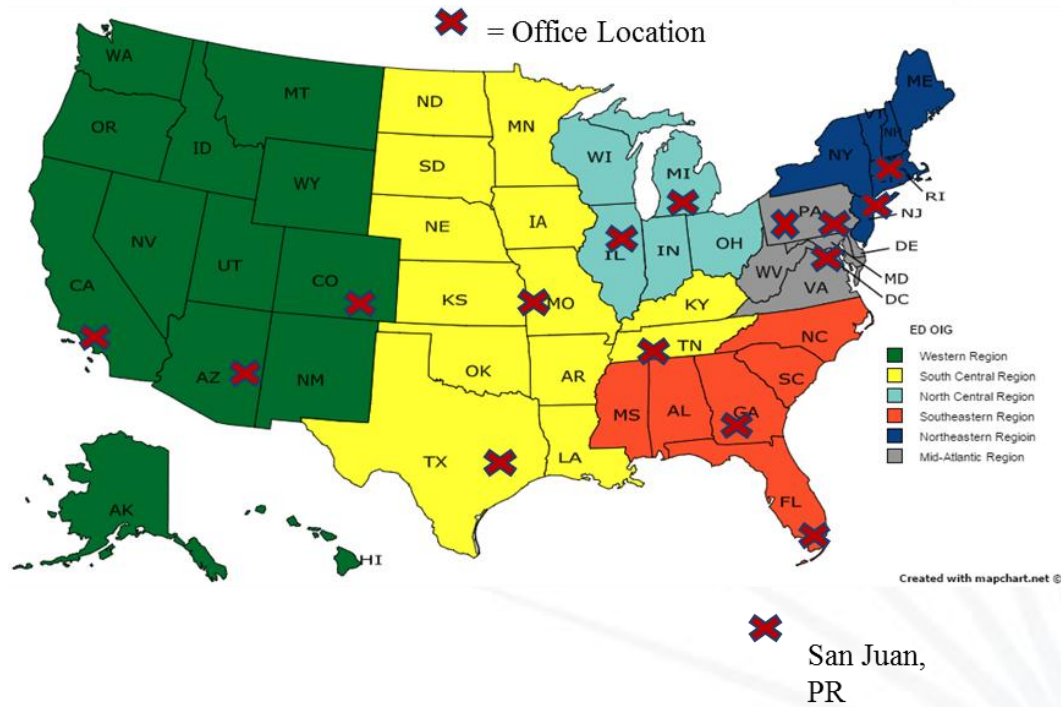 = Office Location
WA
MT
ND
MN
ME
OR
ID
VT
NH
WI
NY
SD
MI
WY
RI
IA
PA
NJ
NE
NV
OH
IL
IN
DE
UT
CO
WV
MD
CA
KS
MO
VA
DC
KY
NC
ED OIG
TN
Western Region
OK
AR
SC
South Central Region
AZ
NM
North Central Region
MS
AL
GA
Southeastern Region
Northeastern Regioin
TX
LA
Mid-Atlantic Region
FL
AK
HI
Created with mapchart.net ©
San Juan,
PR